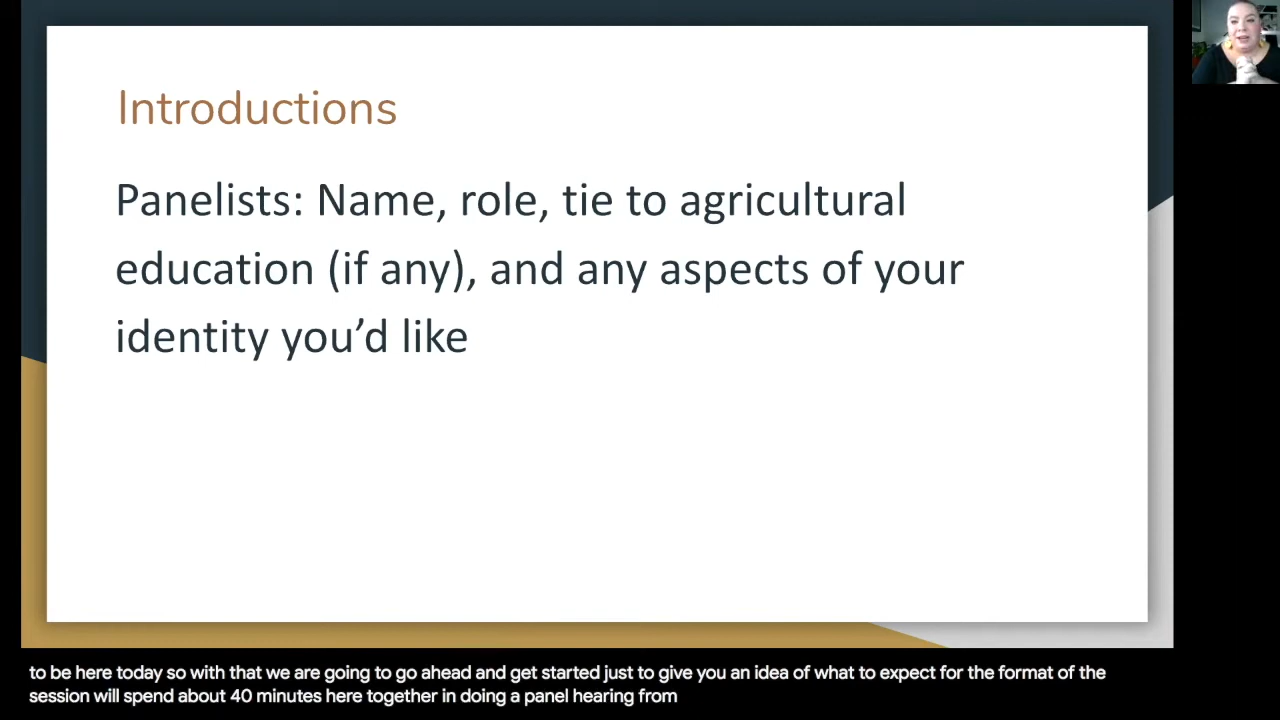 Introductions
Panelists: Name, role, tie to agricultural
education (if any), and any aspects of your
identity you’d like
to be here today so with that we are going to go ahead and get started just to give you an idea of what to expect for the format of the
session will spend about 40 minutes here together in doing a panel hearing from